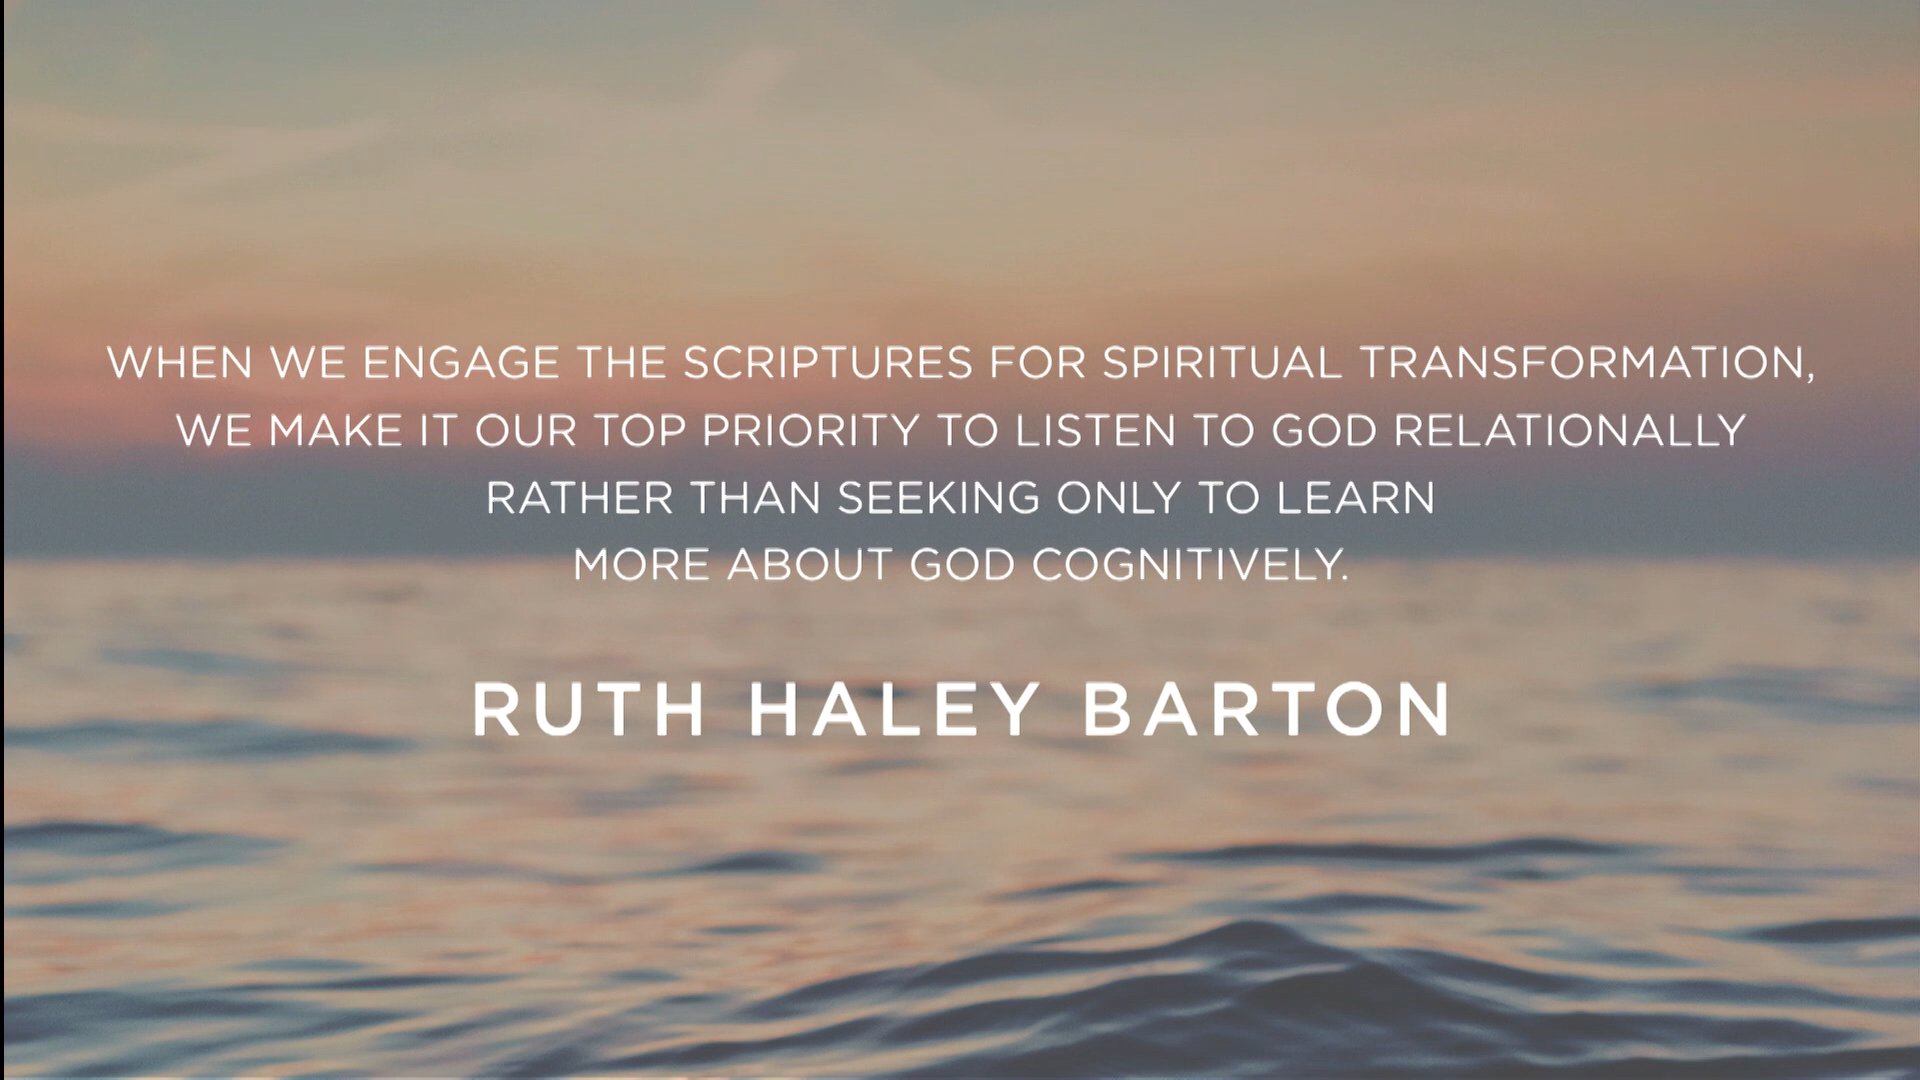 WHEN WE ENGAGE THE SCRIPTURES FOR SPIRITUAL TRANSFORMATION,
WE MAKE IT OUR TOP PRIORITY TO LISTEN TO GOD RELATIONALLY
RATHER THAN SEEKING ONLY TO LEARN
MORE ABOUT GOD COGNITIVELY.
RUTH HALEY BARTON